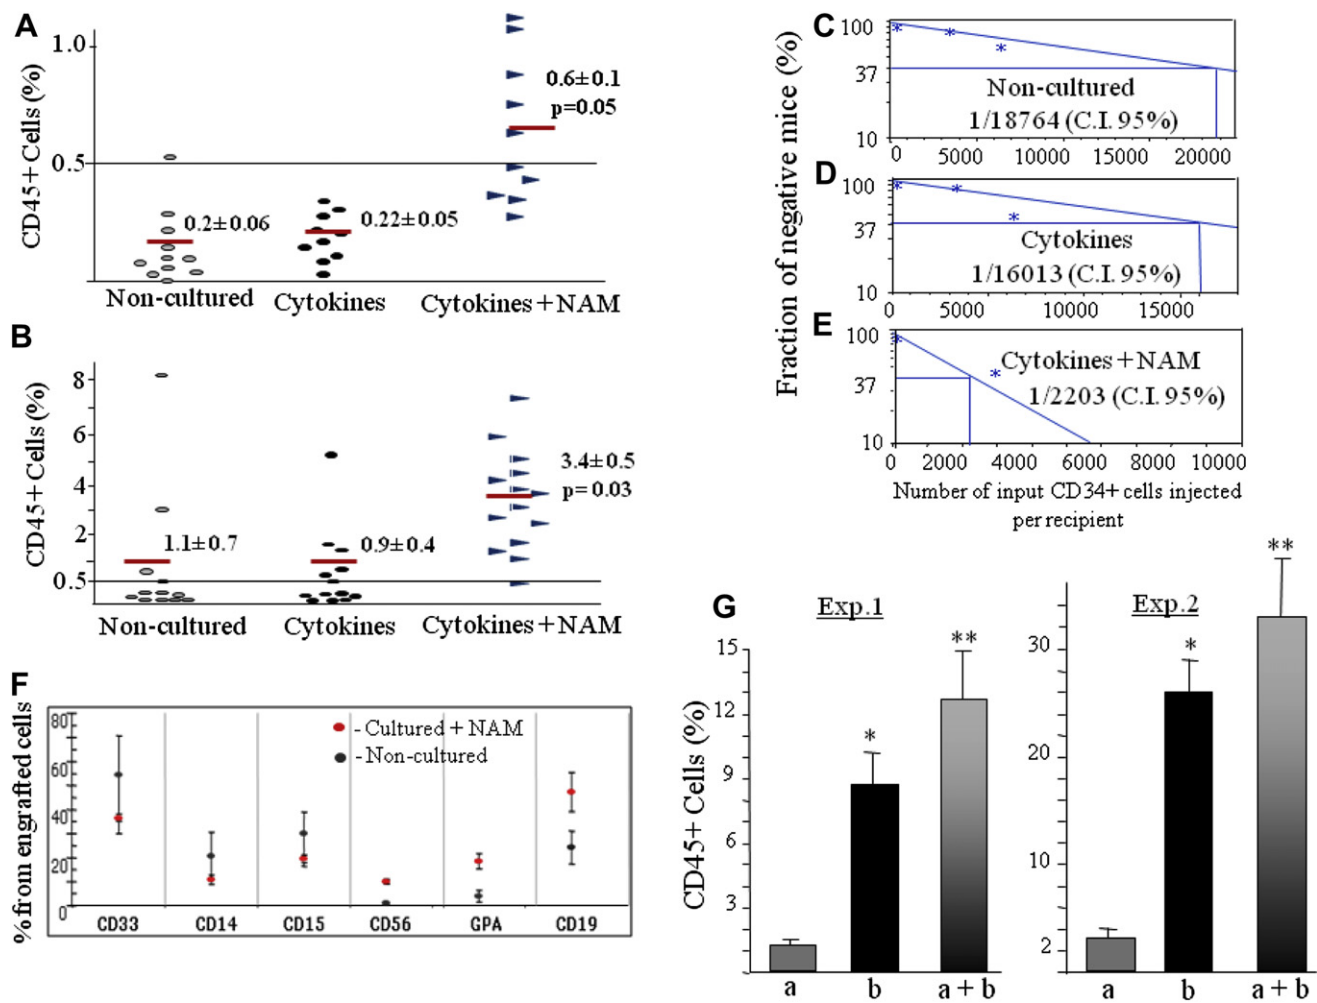 A
CD45+ Cells (%)
1.0
0.5
0.2±0.06
0.22±0.05
0.6±0.1
p=0.05
Non-cultured
Cytokines
Cytokines+NAM
B
CD45+ Cells (%)
8
6
4
2
0.5
1.1±0.7
0.9±0.4
3.4±0.5
p= 0.03
Non-cultured
Cytokines
Cytokines+NAM
Fraction of negative mice (%)
C
100
37
10
Non-cultured
1/18764 (C.I. 95%)
0 5000 10000 15000 20000
D
100
37
10
Cytokines
1/16013 (C.I. 95%)
0 5000 10000 15000
E
100
37
10
Cytokines+NAM
1/2203 (C.I. 95%)
0 2000 4000 6000 8000 10000
Number of input CD34+ cells injected
per recipient
F
% from engrafted cells
80
60
40
20
0
- Cultured + NAM
- Non-cultured
CD33 CD14 CD15 CD56 GPA CD19
G
CD45+ Cells (%)
Exp.1
15
12
9
6
3
*
**
a b a + b
Exp.2
30
20
10
2
*
**
a b a + b